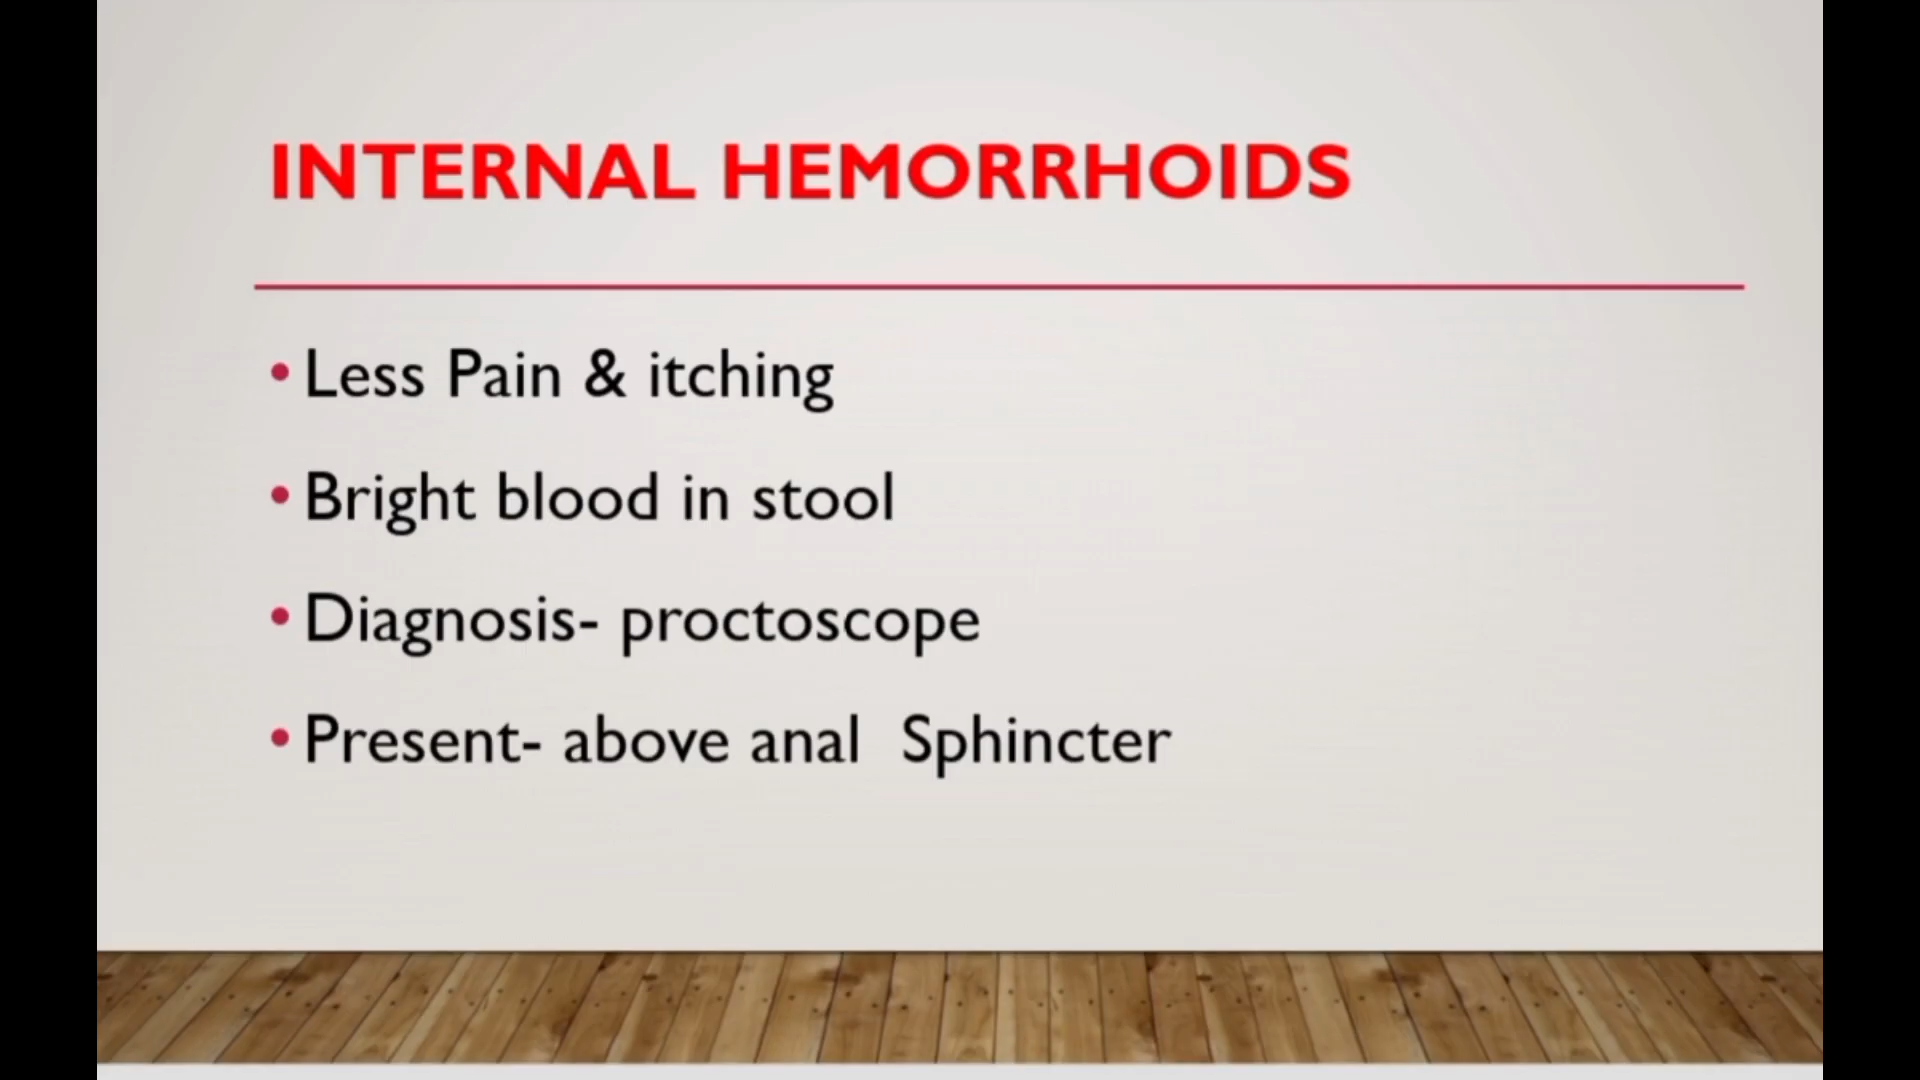 INTERNAL HEMORRHOIDS
• Less Pain & itching
• Bright blood in stool
• Diagnosis- proctoscope
• Present- above anal  Sphincter